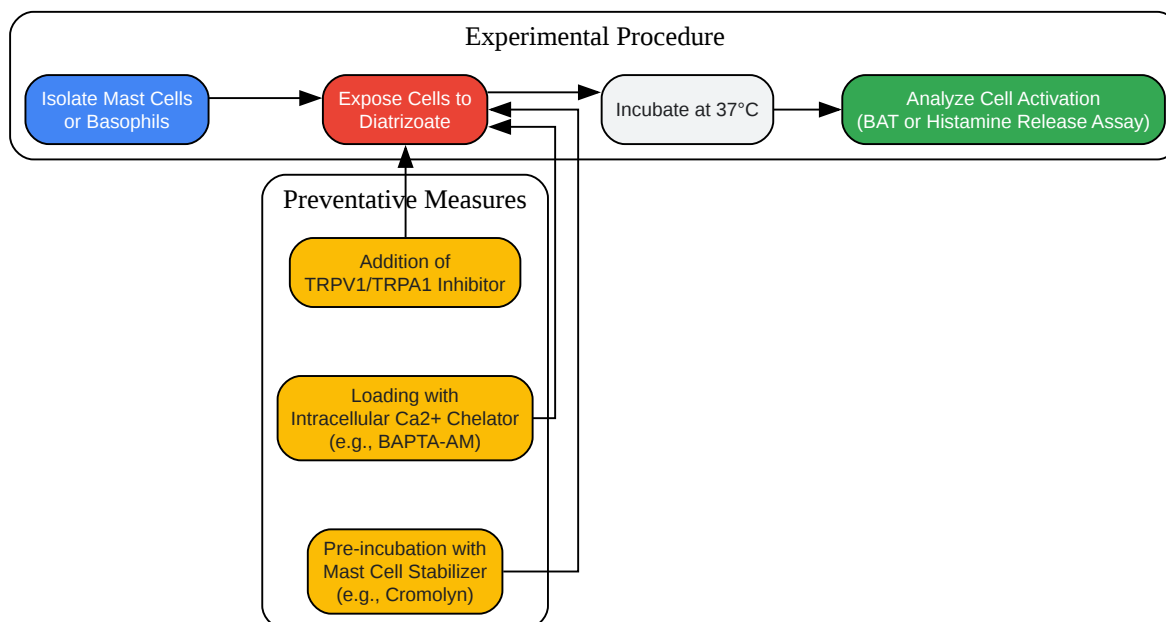 Experimental Procedure
Isolate Mast Cells
or Basophils
Expose Cells to
Diatrizoate
Incubate at 37°C
Analyze Cell Activation
(BAT or Histamine Release Assay)
Preventative Measures
Addition of
TRPV1/TRPA1 Inhibitor
Loading with
Intracellular Ca2+ Chelator
(e.g., BAPTA-AM)
Pre-incubation with
Mast Cell Stabilizer
(e.g., Cromolyn)